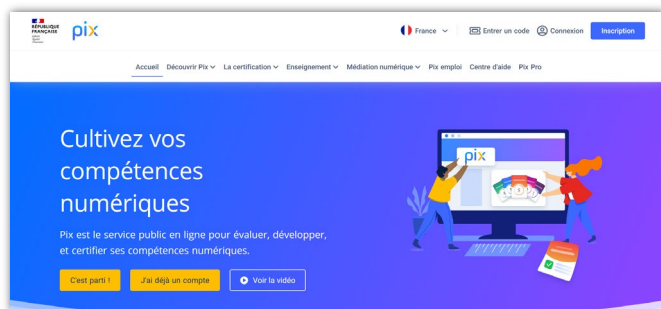 RÉPUBLIQUE
FRANÇAISE
pix
France
Entrer un code
Connexion
Inscription
Accueil Découvrir Pix La certification Enseignement Médiation numérique Pix emploi Centre d'aide Pix Pro
Cultivez vos
compétences
numériques
Pix est le service public en ligne pour évaluer, développer,
et certifier ses compétences numériques.
C'est parti !
J'ai déjà un compte
Voir la vidéo
pix